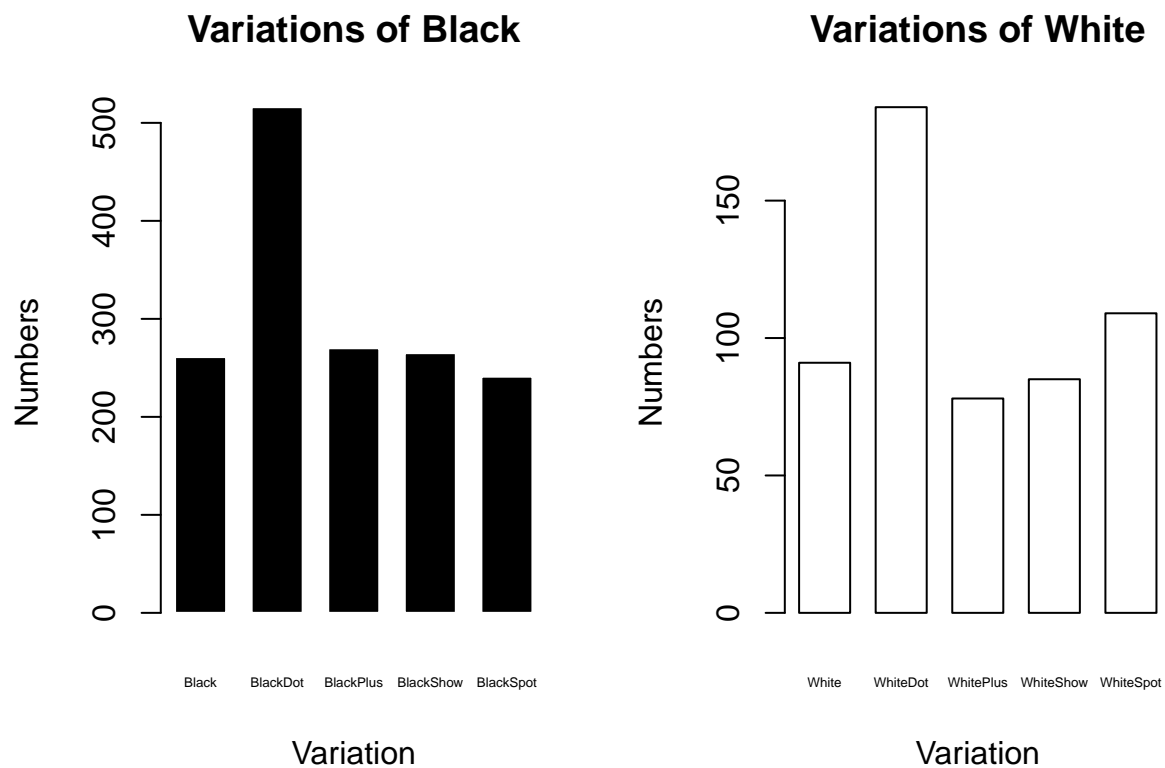 Variations of Black
Numbers
500
400
300
200
100
0
Black BlackDot BlackPlus BlackShow BlackSpot
Variation
Variations of White
Numbers
150
100
50
0
White WhiteDot WhitePlus WhiteShow WhiteSpot
Variation